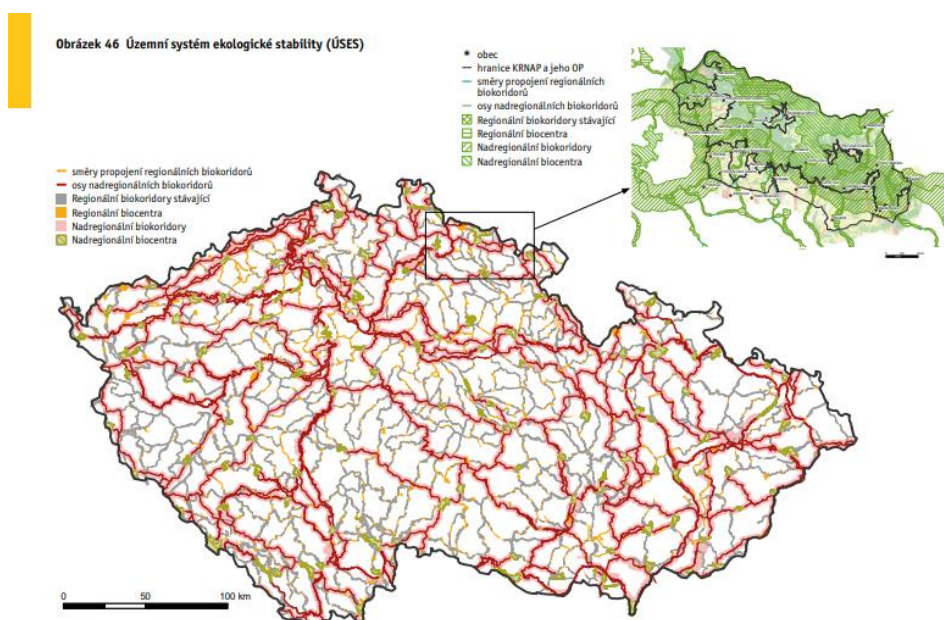 Obrázek 46 Územní systém ekologické stability (ÚSES)
obec
hranice KRNAP a jeho OP
směry propojení regionálních
biokoridorů
osy nadregionálních biokoridorů
Regionální biokoridory stávající
Regionální biocentra
Nadregionální biokoridory
Nadregionální biocentra
směry propojení regionálních biokoridorů
osy nadregionálních biokoridorů
Regionální biokoridory stávající
Regionální biocentra
Nadregionální biokoridory
Nadregionální biocentra
0 50 100 km